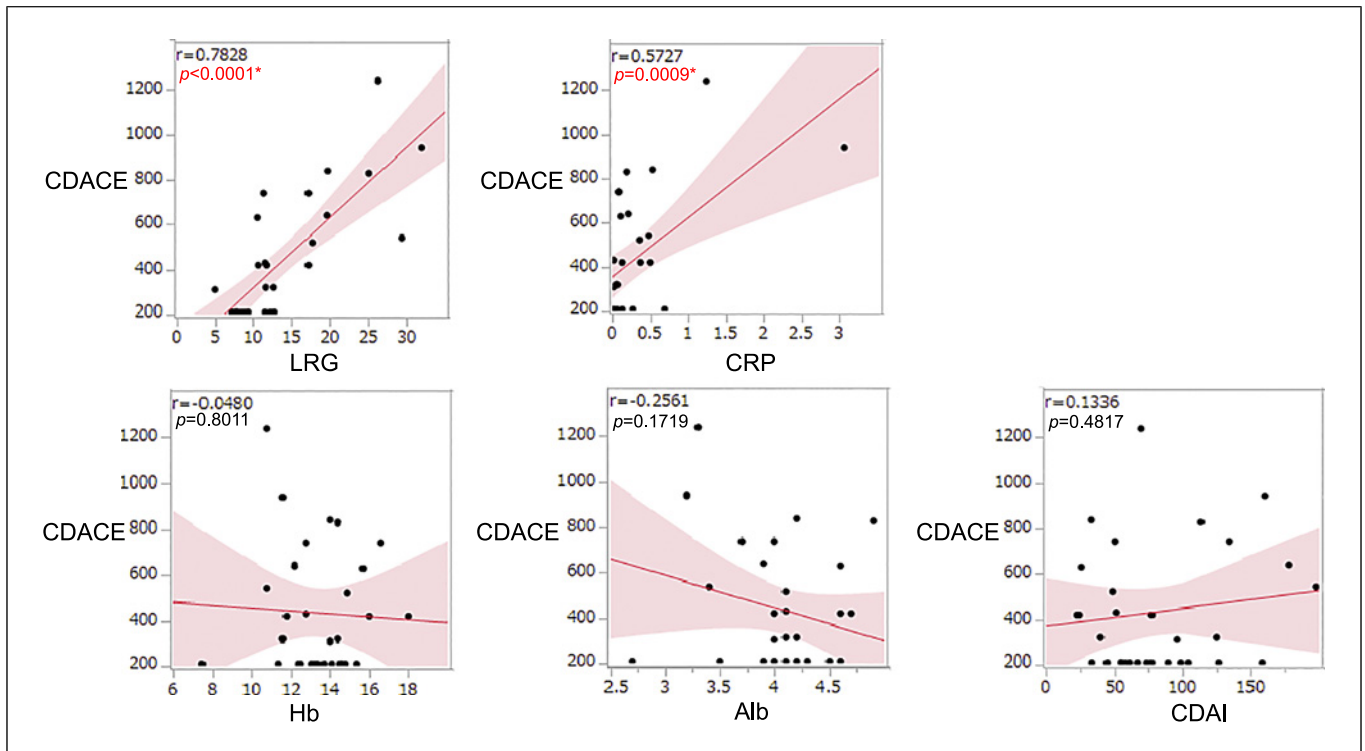 r=0.7828
p<0.0001*
1200
1000
800
600
400
200
CDACE
0 5 10 15 20 25 30
LRG
r=0.5727
p=0.0009*
1200
1000
800
600
400
200
CDACE
0 0.5 1 1.5 2 2.5 3
CRP
r=-0.0480
p=0.8011
1200
1000
800
600
400
200
CDACE
6 8 10 12 14 16 18
Hb
r=-0.2561
p=0.1719
1200
1000
800
600
400
200
CDACE
2.5 3 3.5 4 4.5
Alb
r=0.1336
p=0.4817
1200
1000
800
600
400
200
CDACE
0 50 100 150
CDAI